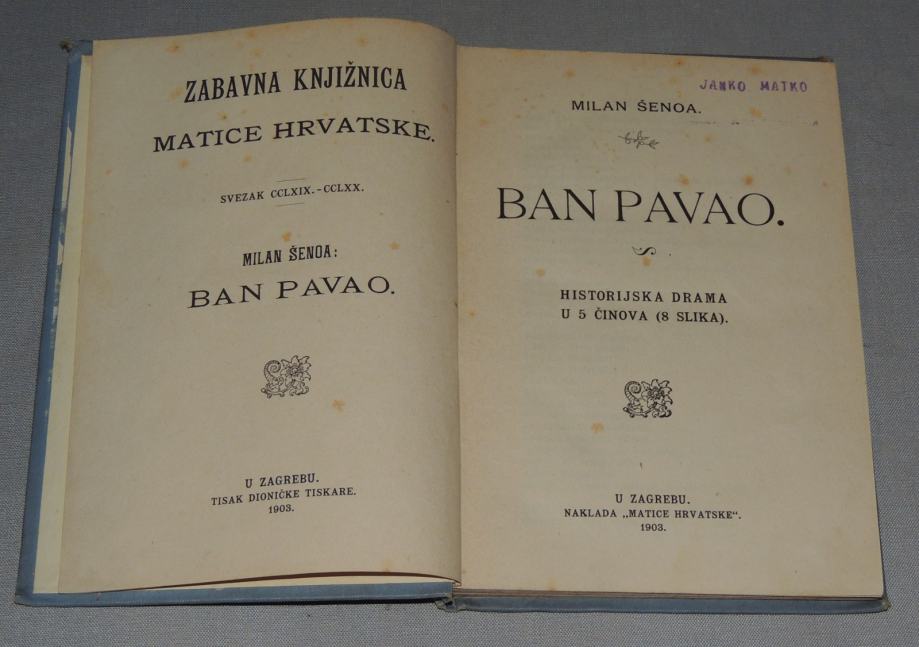 ZABAVNA KNJIŽNICA
MATICE HRVATSKE.
SVEZAK CCLXIX.-CCLXX.
MILAN ŠENOA:
BAN PAVAO.
U ZAGREBU.
TISAK DIONIČKE TISKARE.
1903.
JANKO MATKO
MILAN ŠENOA.
BAN PAVAO.
HISTORIJSKA DRAMA
U 5 ČINOVA (8 SLIKA).
U ZAGREBU.
NAKLADA „MATICE HRVATSKE“.
1903.